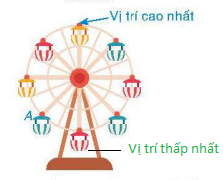 Vị trí cao nhất
A
Vị trí thấp nhất